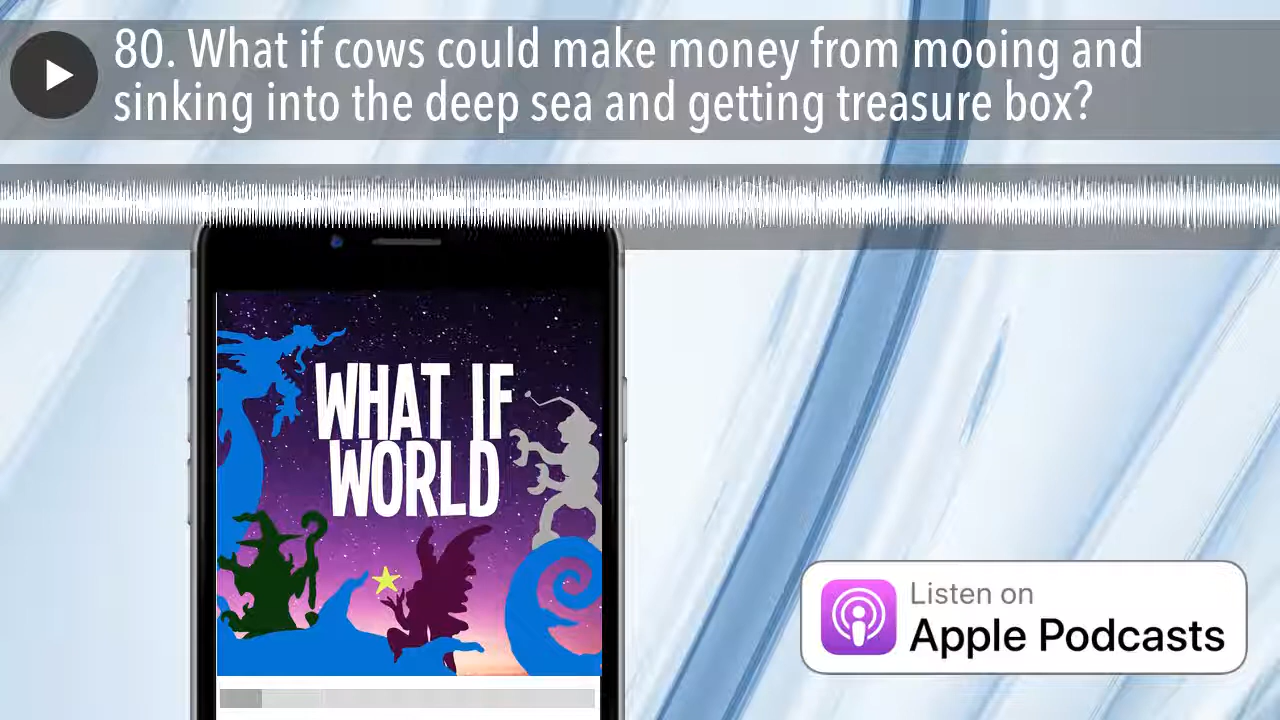 80. What if cows could make money from mooing and
sinking into the deep sea and getting treasure box?
WHAT IF
WORLD
Listen on
Apple Podcasts